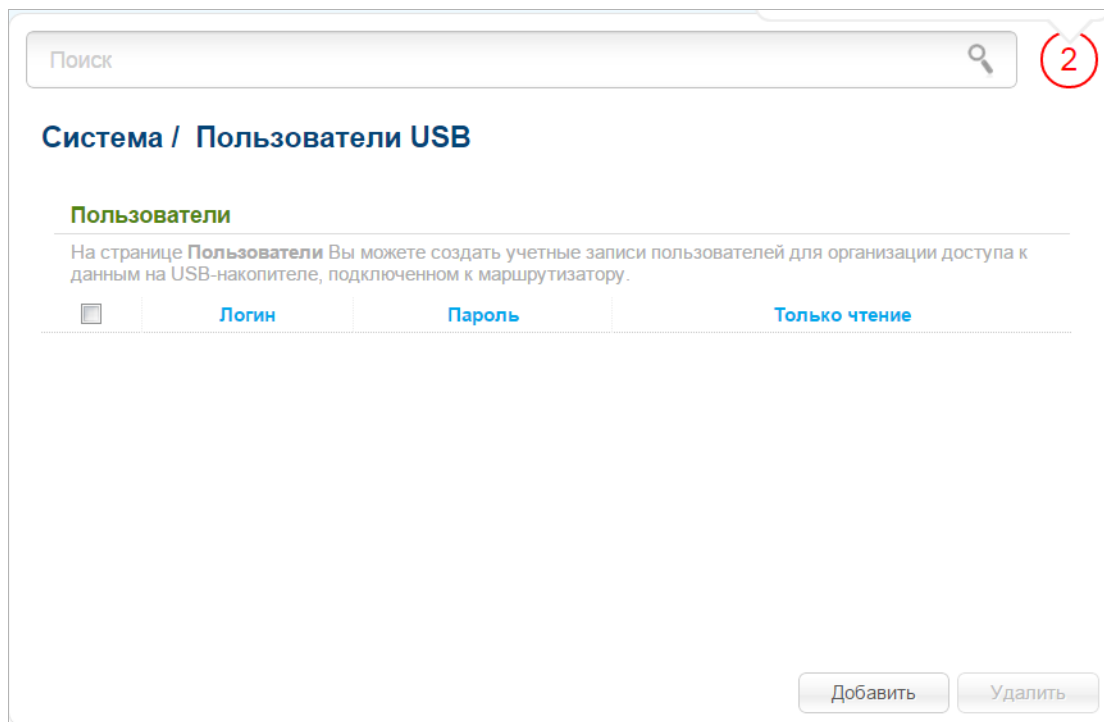 Поиск
2
Система / Пользователи USB
Пользователи
На странице Пользователи Вы можете создать учетные записи пользователей для организации доступа к
данным на USB-накопителе, подключенном к маршрутизатору.
Логин Пароль Только чтение
Добавить Удалить